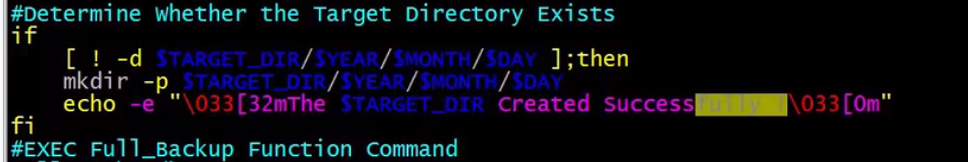 #Determine Whether the Target Directory Exists
if
[ ! -d $TARGET_DIR/$YEAR/$MONTH/$DAY ];then
mkdir -p $TARGET_DIR/$YEAR/$MONTH/$DAY
echo -e "\033[32mThe $TARGET_DIR Created Successfully !\033[0m"
fi
#EXEC Full_Backup Function Command